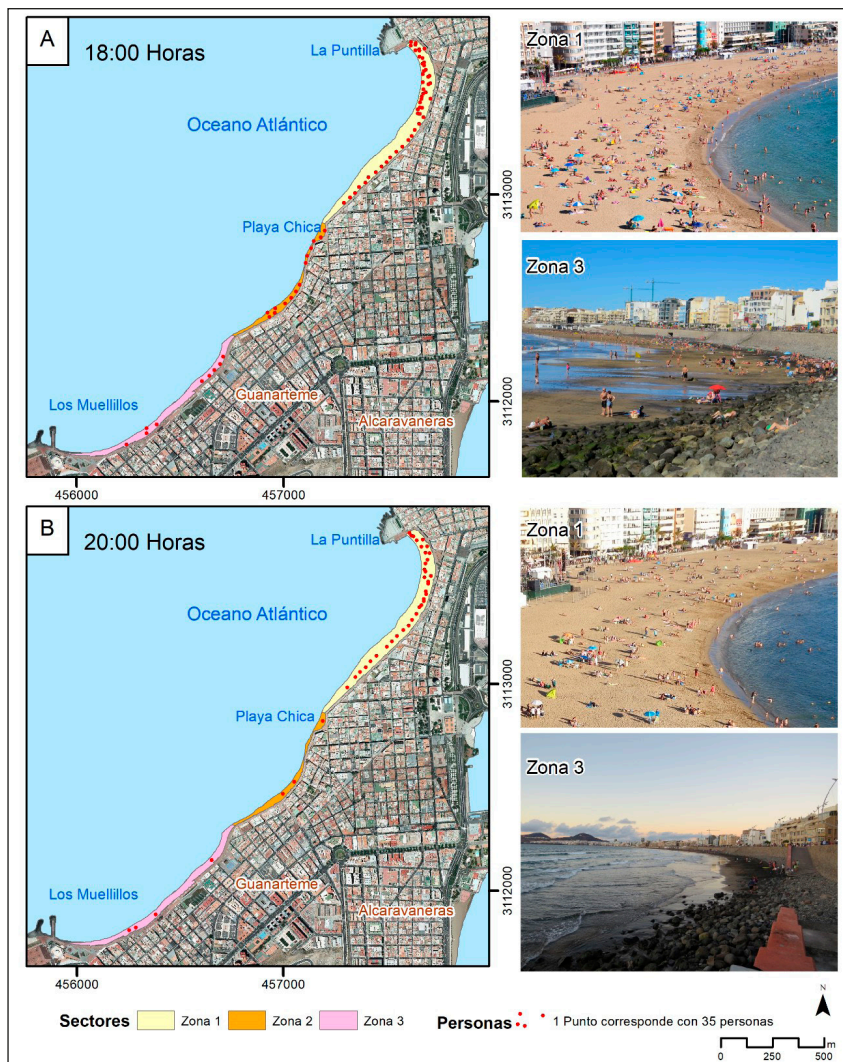 A
18:00 Horas
La Puntilla
Oceano Atlántico
Playa Chica
Los Muellillos
Guanarteme
Alcaravaneras
3113000
3112000
456000
457000
Zona 1
Zona 3
B
20:00 Horas
La Puntilla
Oceano Atlántico
Playa Chica
Los Muellillos
Guanarteme
Alcaravaneras
3113000
3112000
456000
457000
Zona 1
Zona 3
Sectores
Zona 1
Zona 2
Zona 3
Personas
1 Punto corresponde con 35 personas
N
m
0 250 500